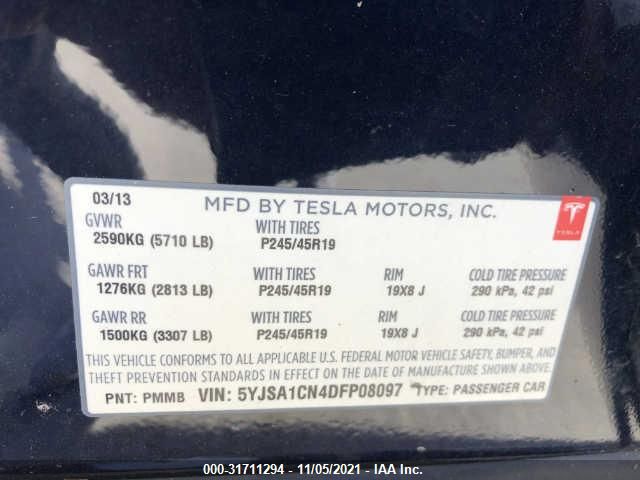 03/13
MFD BY TESLA MOTORS, INC.
TESLA
GVWR WITH TIRES
2590KG (5710 LB) P245/45R19
GAWR FRT WITH TIRES RIM COLD TIRE PRESSURE
1276KG (2813 LB) P245/45R19 19X8 J 290 kPa, 42 psi
GAWR RR WITH TIRES RIM COLD TIRE PRESSURE
1500KG (3307 LB) P245/45R19 19X8 J 290 kPa, 42 psi
THIS VEHICLE CONFORMS TO ALL APPLICABLE U.S. FEDERAL MOTOR VEHICLE SAFETY, BUMPER, AND
THEFT PREVENTION STANDARDS IN EFFECT ON THE DATE OF MANUFACTURE SHOWN ABOVE.
PNT: PMMB VIN: 5YJSA1CN4DFP08097 TYPE: PASSENGER CAR
000-31711294 - 11/05/2021 - IAA Inc.